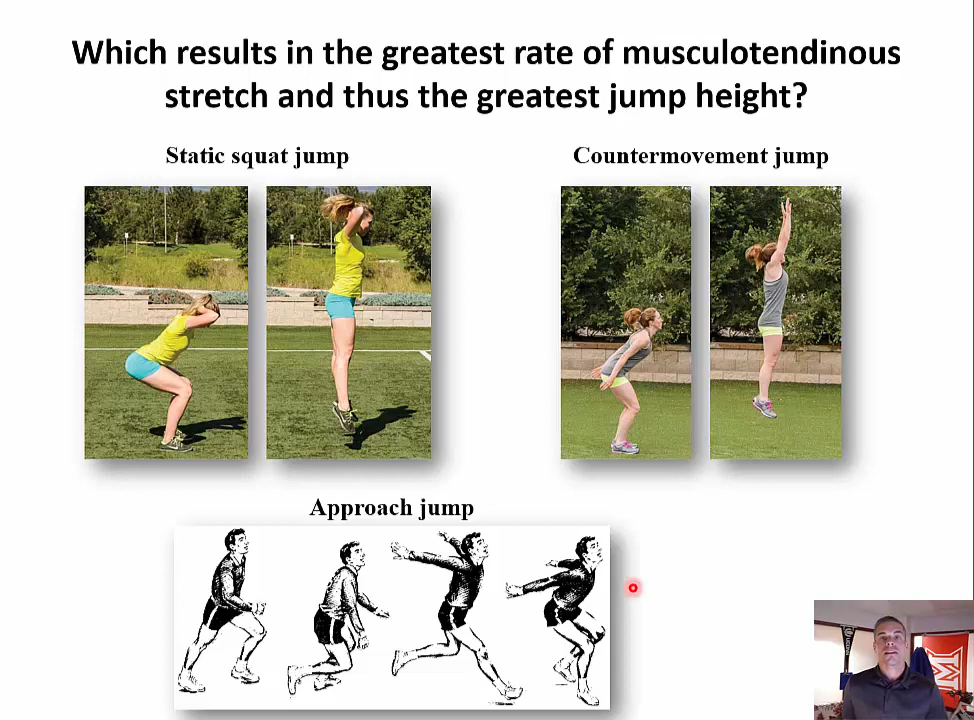 Which results in the greatest rate of musculotendinous
stretch and thus the greatest jump height?
Static squat jump
Countermovement jump
Approach jump
M